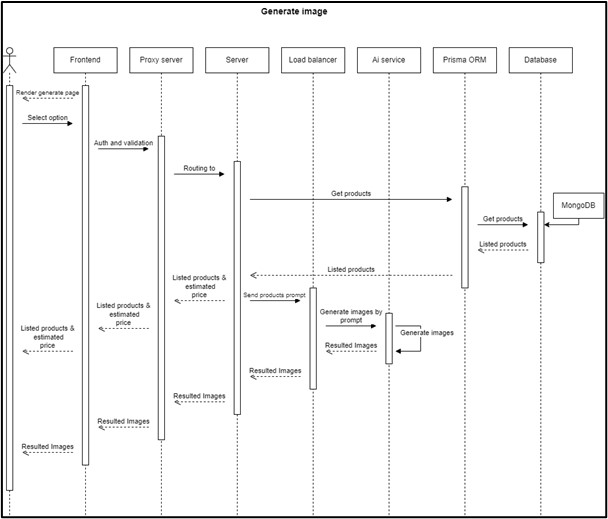 Generate image
Frontend
Proxy server
Server
Load balancer
Ai service
Prisma ORM
Database
Render generate page
Select option
Auth and validation
Routing to
Get products
MongoDB
Get products
Listed products
Listed products
Listed products &
estimated
price
Send products prompt
Listed products &
estimated
price
Generate images by
prompt
Listed products &
estimated
price
Generate images
Resulted Images
Resulted Images
Resulted Images
Resulted Images
Resulted Images